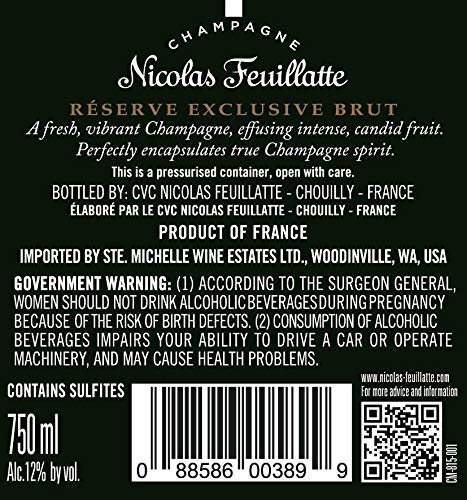 CHAMPAGNE
Nicolas Feuillatte
RÉSERVE EXCLUSIVE BRUT
A fresh, vibrant Champagne, effusing intense, candid fruit.
Perfectly encapsulates true Champagne spirit.
This is a pressurised container, open with care.
BOTTLED BY: CVC NICOLAS FEUILLATTE - CHOUILLY - FRANCE
ÉLABORÉ PAR LE CVC NICOLAS FEUILLATTE - CHOUILLY - FRANCE
PRODUCT OF FRANCE
IMPORTED BY STE. MICHELLE WINE ESTATES LTD., WOODINVILLE, WA, USA
GOVERNMENT WARNING: (1) ACCORDING TO THE SURGEON GENERAL,
WOMEN SHOULD NOT DRINK ALCOHOLIC BEVERAGES DURING PREGNANCY
BECAUSE OF THE RISK OF BIRTH DEFECTS. (2) CONSUMPTION OF ALCOHOLIC
BEVERAGES IMPAIRS YOUR ABILITY TO DRIVE A CAR OR OPERATE
MACHINERY, AND MAY CAUSE HEALTH PROBLEMS.
CONTAINS SULFITES
750 ml
Alc.12% by vol.
0 88586 00389 9
www.nicolas-feuillatte.com
For more advice and information
CM-815-001